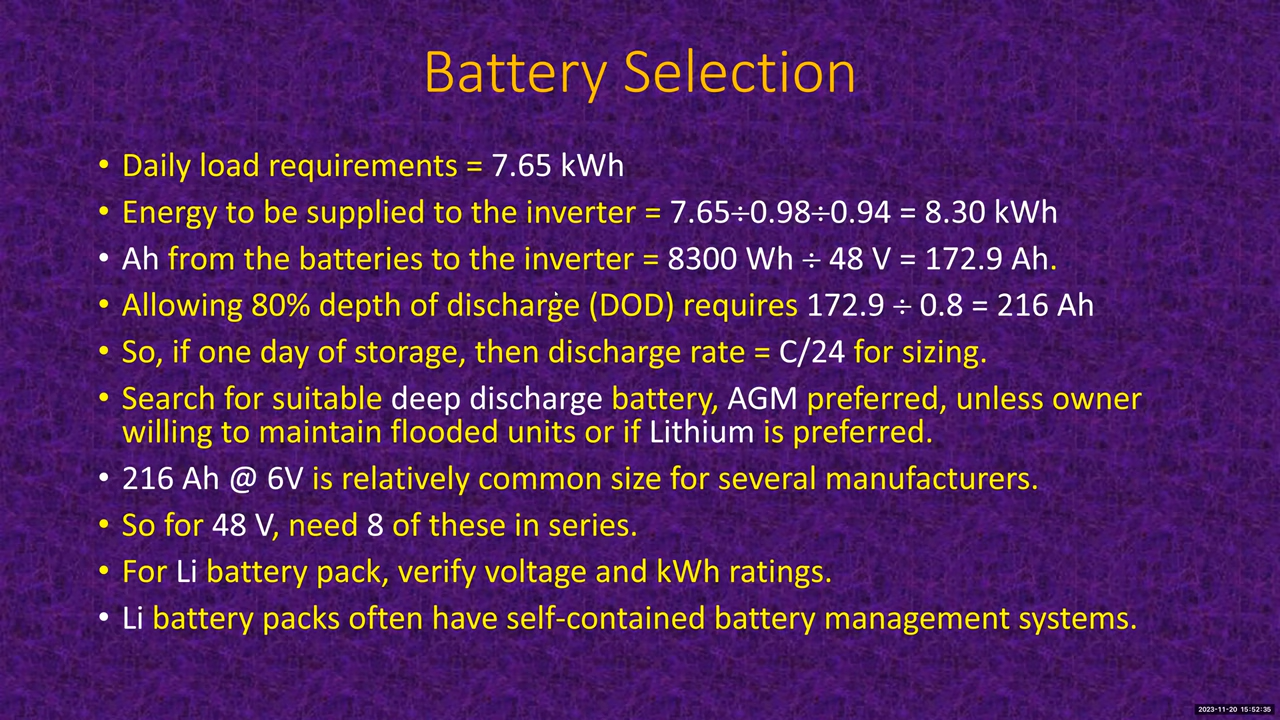 Battery Selection
• Daily load requirements = 7.65 kWh
• Energy to be supplied to the inverter = 7.65÷0.98÷0.94 = 8.30 kWh
• Ah from the batteries to the inverter = 8300 Wh ÷ 48 V = 172.9 Ah.
• Allowing 80% depth of discharge (DOD) requires 172.9 ÷ 0.8 = 216 Ah
• So, if one day of storage, then discharge rate = C/24 for sizing.
• Search for suitable deep discharge battery, AGM preferred, unless owner
willing to maintain flooded units or if Lithium is preferred.
• 216 Ah @ 6V is relatively common size for several manufacturers.
• So for 48 V, need 8 of these in series.
• For Li battery pack, verify voltage and kWh ratings.
• Li battery packs often have self-contained battery management systems.
2023-11-20 15:52:35